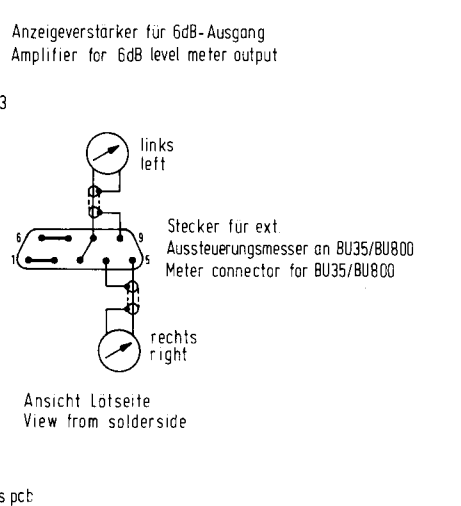 Anzeigeverstärker für 6dB-Ausgang
Amplifier for 6dB level meter output
3
links
left
6
9
1
5
Stecker für ext.
Aussteuerungsmesser an BU35/BU800
Meter connector for BU35/BU800
rechts
right
Ansicht Lötseite
View from solderside
s pcb